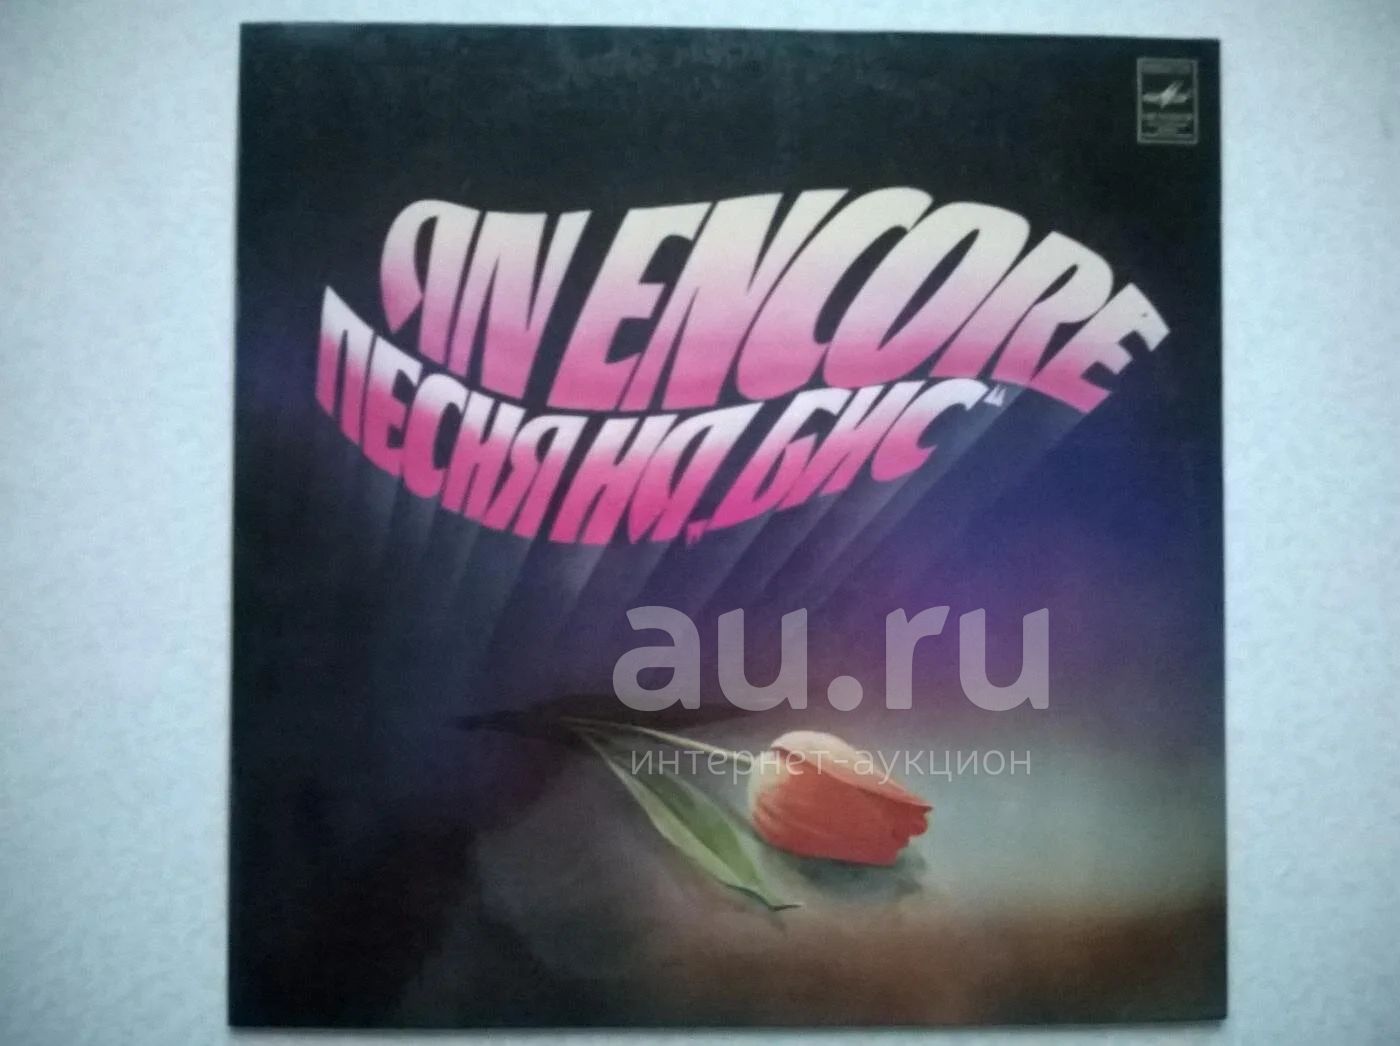 AN ENCORE
ПЕСНЯ НА „БИС“
au.ru
интернет-аукцион